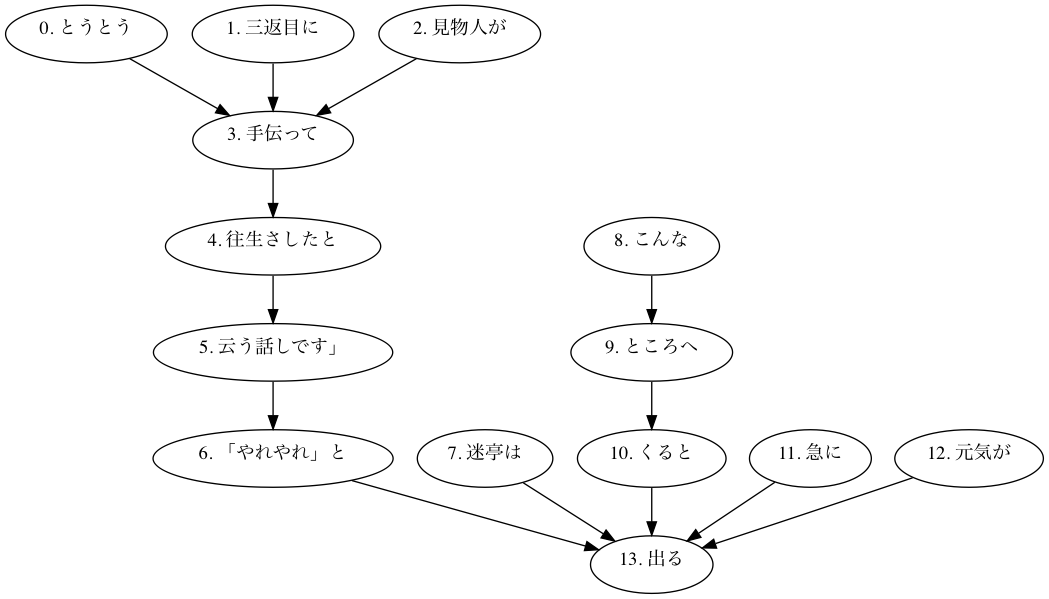 0. とうとう
1. 三返目に
2. 見物人が
3. 手伝って
4. 往生さしたと
5. 云う話しです」
6. 「やれやれ」と
7. 迷亭は
8. こんな
9. ところへ
10. くると
11. 急に
12. 元気が
13. 出る